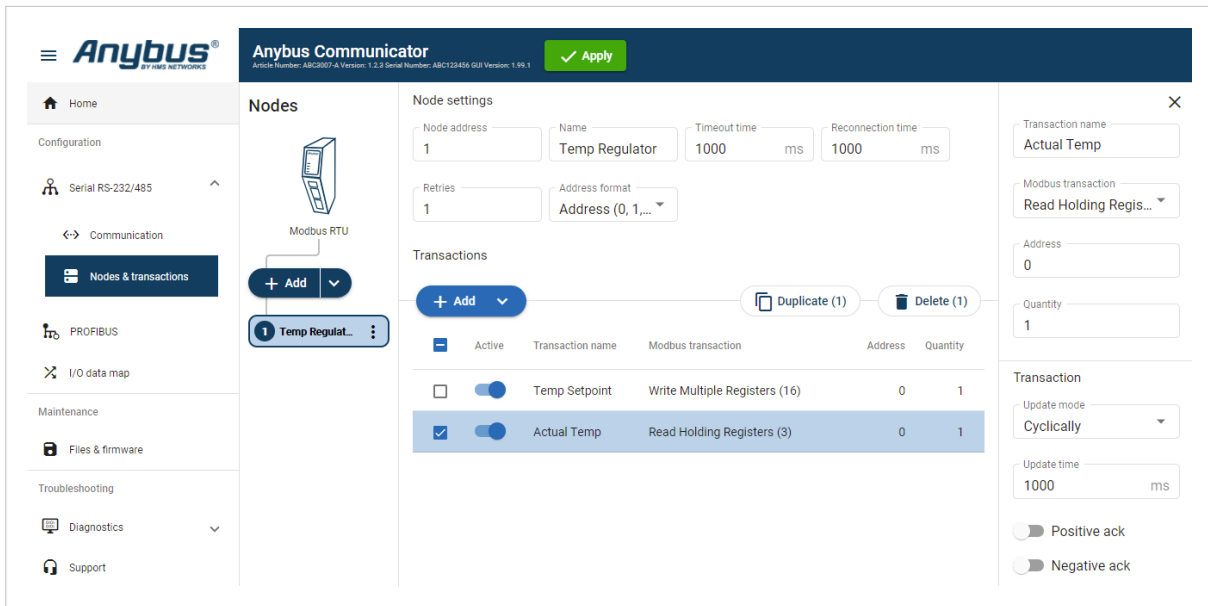 Anybus®
BY HMS NETWORKS
Anybus Communicator
Article Number: ABC3007-A Version: 1.2.3 Serial Number: ABC123456 GUI Version: 1.99.1
Apply
Home
Configuration
Serial RS-232/485
Communication
Nodes & transactions
PROFIBUS
I/O data map
Maintenance
Files & firmware
Troubleshooting
Diagnostics
Support
Nodes
Modbus RTU
+ Add
1 Temp Regulat...
Node settings
Node address
1
Name
Temp Regulator
Timeout time
1000 ms
Reconnection time
1000 ms
Retries
1
Address format
Address (0, 1,...
Transactions
+ Add
Duplicate (1)
Delete (1)
Active Transaction name Modbus transaction Address Quantity
Temp Setpoint Write Multiple Registers (16) 0 1
Actual Temp Read Holding Registers (3) 0 1
Transaction name
Actual Temp
Modbus transaction
Read Holding Regis...
Address
0
Quantity
1
Transaction
Update mode
Cyclically
Update time
1000 ms
Positive ack
Negative ack